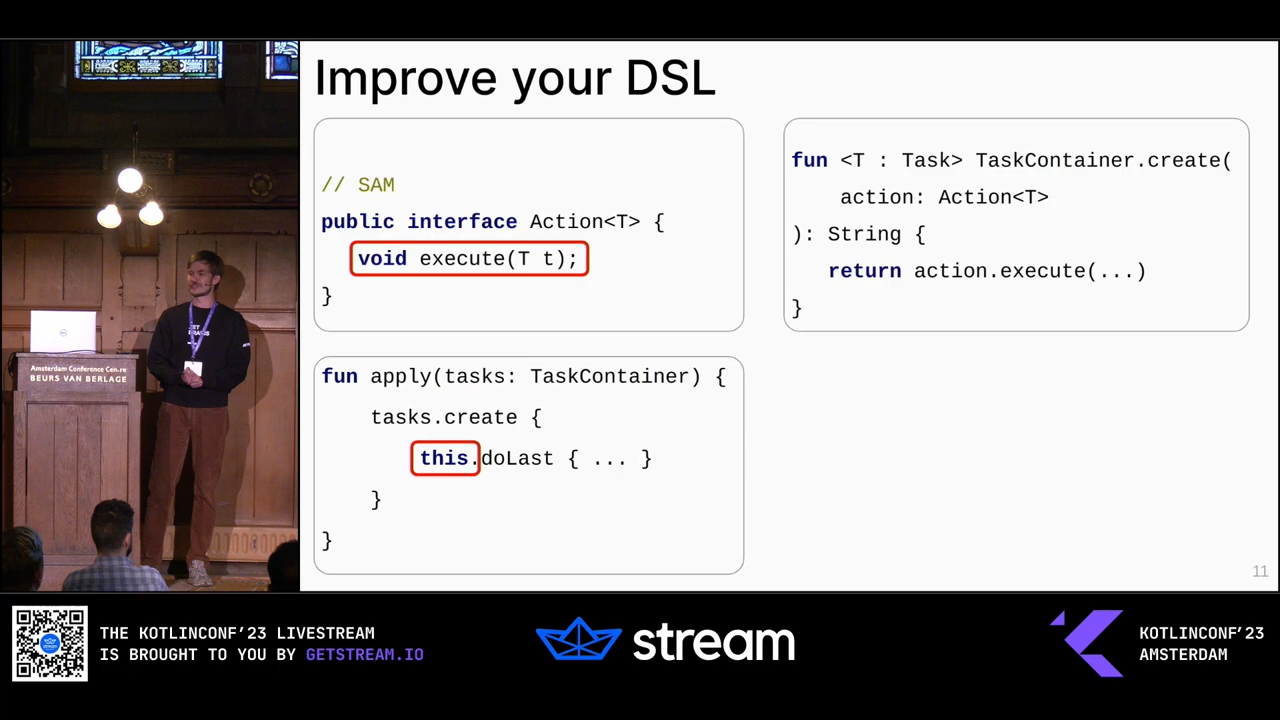 Improve your DSL
// SAM
public interface Action<T> {
void execute(T t);
}
fun <T : Task> TaskContainer.create(
action: Action<T>
): String {
return action.execute(...)
}
fun apply(tasks: TaskContainer) {
tasks.create {
this.doLast { ... }
}
}
11
Amsterdam Conference Centre
BEURS VAN BERLAGE
THE KOTLINCONF’23 LIVESTREAM
IS BROUGHT TO YOU BY GETSTREAM.IO
stream
KOTLINCONF’23
AMSTERDAM